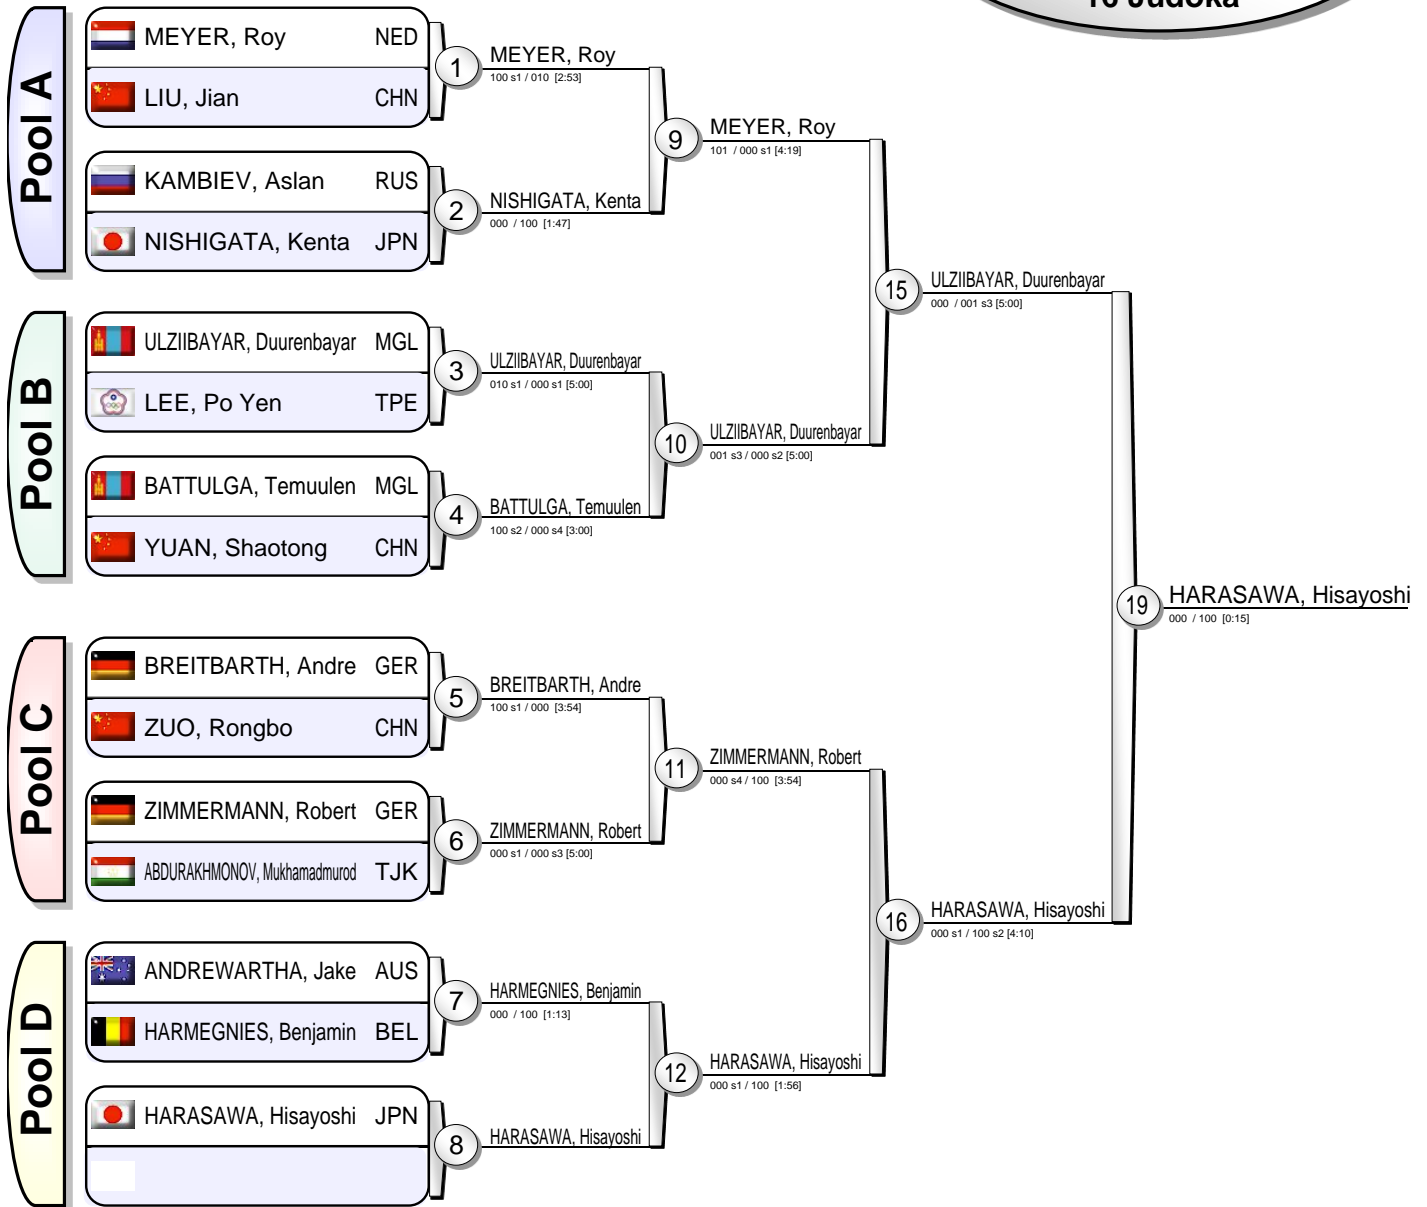 16 Judoka
Pool A
MEYER, Roy NED
LIU, Jian CHN
KAMBIEV, Aslan RUS
NISHIGATA, Kenta JPN
Pool B
ULZIIBAYAR, Duurenbayar MGL
LEE, Po Yen TPE
BATTULGA, Temuulen MGL
YUAN, Shaotong CHN
Pool C
BREITBARTH, Andre GER
ZUO, Rongbo CHN
ZIMMERMANN, Robert GER
ABDURAKHMONOV, Mukhamadmurod TJK
Pool D
ANDREWARTHA, Jake AUS
HARMEGNIES, Benjamin BEL
HARASAWA, Hisayoshi JPN
1
MEYER, Roy
100 s1 / 010 [2:53]
2
NISHIGATA, Kenta
000 / 100 [1:47]
3
ULZIIBAYAR, Duurenbayar
010 s1 / 000 s1 [5:00]
4
BATTULGA, Temuulen
100 s2 / 000 s4 [3:00]
5
BREITBARTH, Andre
100 s1 / 000 [3:54]
6
ZIMMERMANN, Robert
000 s1 / 000 s3 [5:00]
7
HARMEGNIES, Benjamin
000 / 100 [1:13]
8
HARASAWA, Hisayoshi
9
MEYER, Roy
101 / 000 s1 [4:19]
10
ULZIIBAYAR, Duurenbayar
001 s3 / 000 s2 [5:00]
11
ZIMMERMANN, Robert
000 s4 / 100 [3:54]
12
HARASAWA, Hisayoshi
000 s1 / 100 [1:56]
15
ULZIIBAYAR, Duurenbayar
000 / 001 s3 [5:00]
16
HARASAWA, Hisayoshi
000 s1 / 100 s2 [4:10]
19
HARASAWA, Hisayoshi
000 / 100 [0:15]